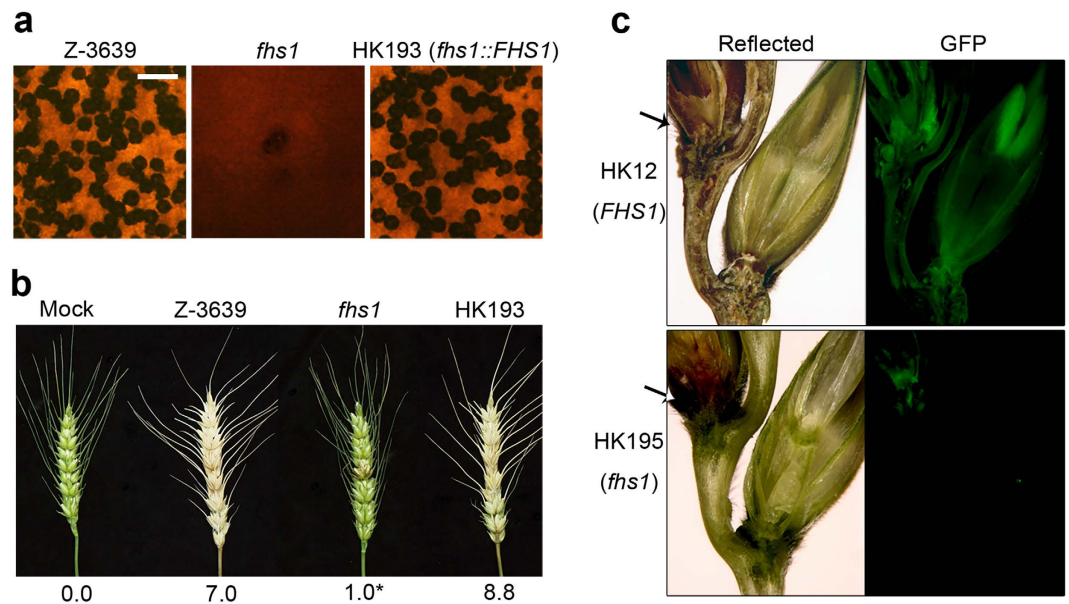 a
Z-3639 fhs1 HK193 (fhs1::FHS1)
b
Mock Z-3639 fhs1 HK193
0.0 7.0 1.0* 8.8
c
Reflected GFP
HK12
(FHS1)
HK195
(fhs1)